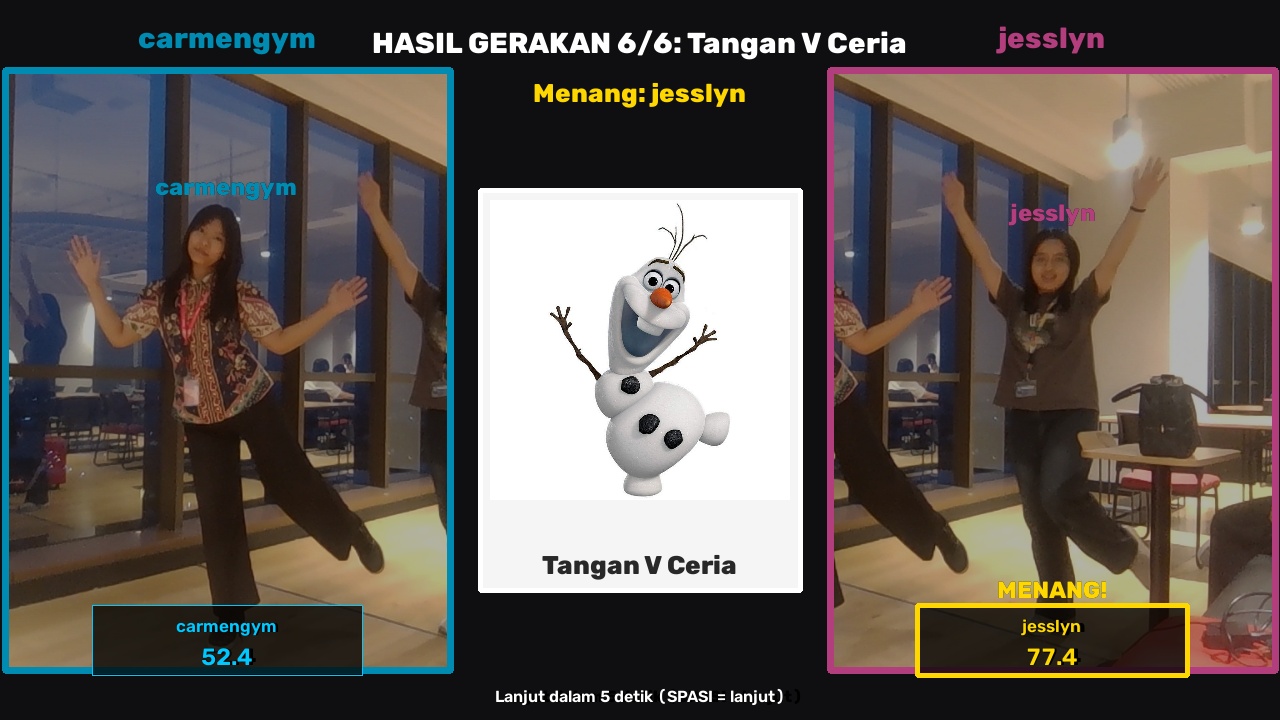 carmengym
HASIL GERAKAN 6/6: Tangan V Ceria
jesslyn
Menang: jesslyn
carmengym
jesslyn
Tangan V Ceria
MENANG!
carmengym
52.4
jesslyn
77.4
Lanjut dalam 5 detik (SPASI = lanjut)